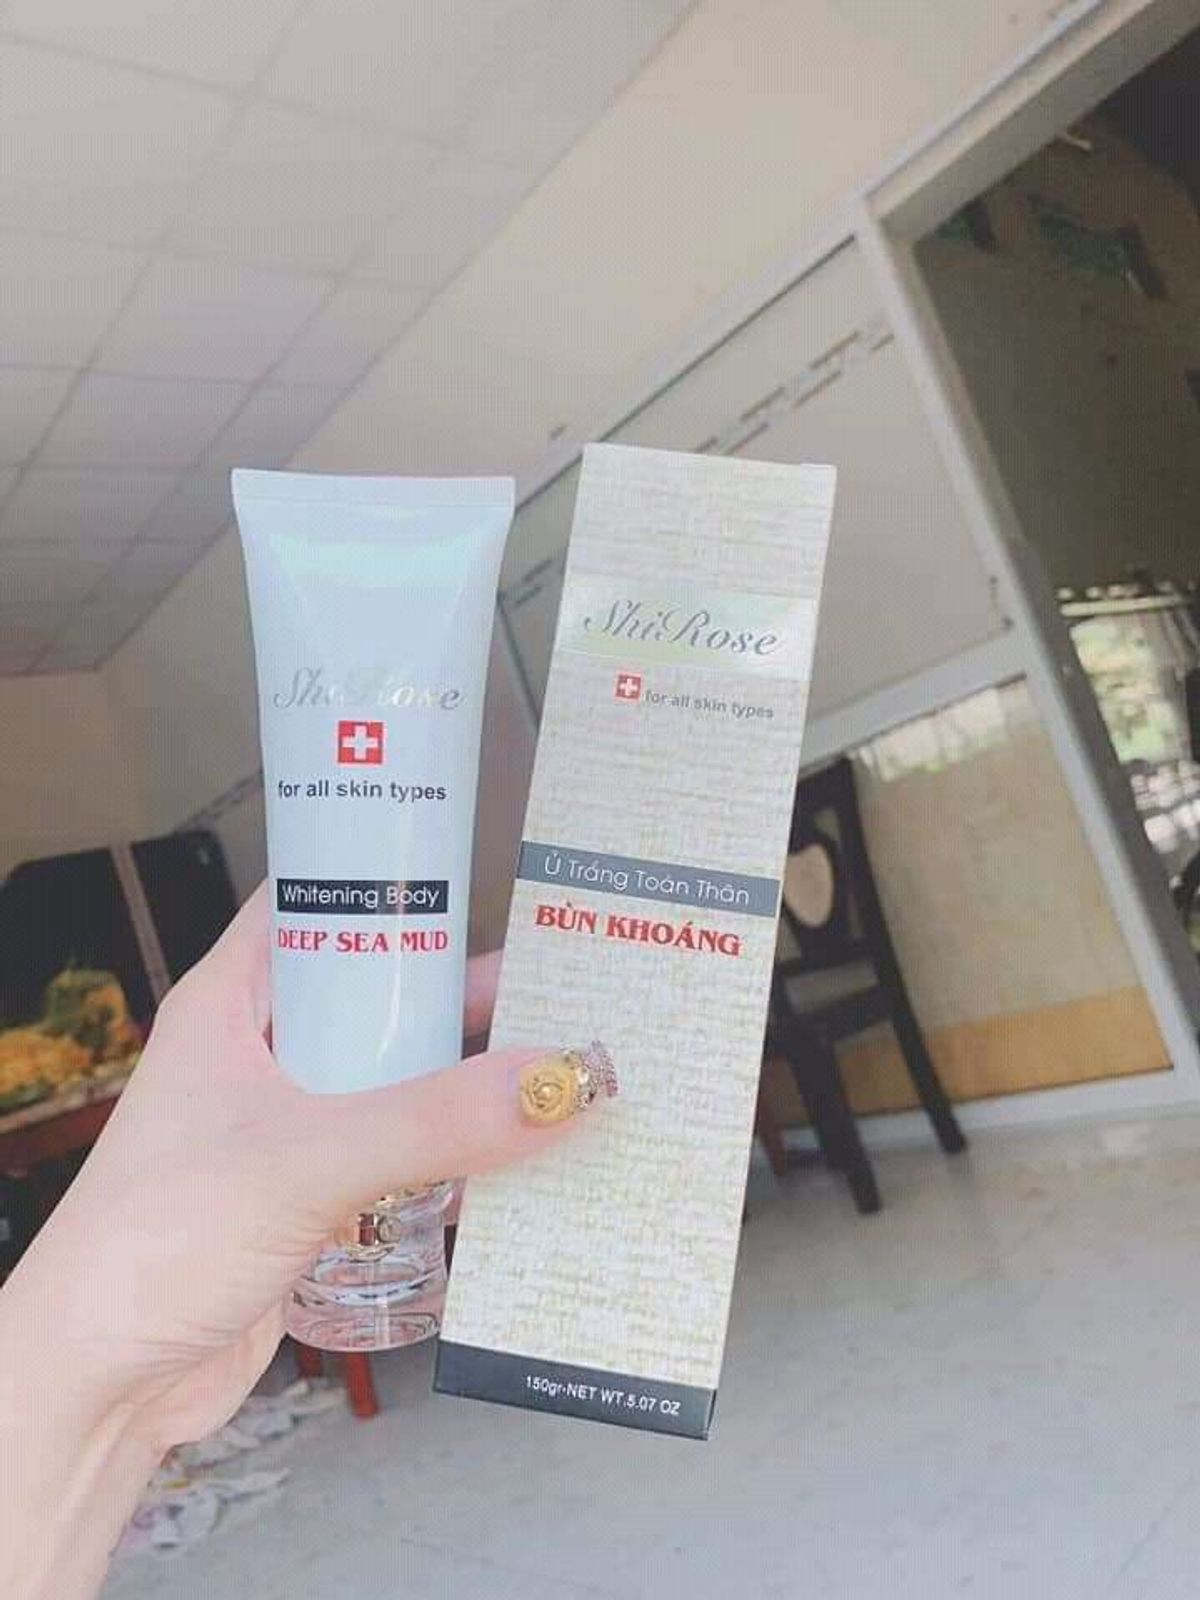 ShiRose
for all skin types
Whitening Body
DEEP SEA MUD
ShiRose
for all skin types
Ủ Trắng Toán Thân
BÙN KHOÁNG
150gr-NET WT.5.07 OZ